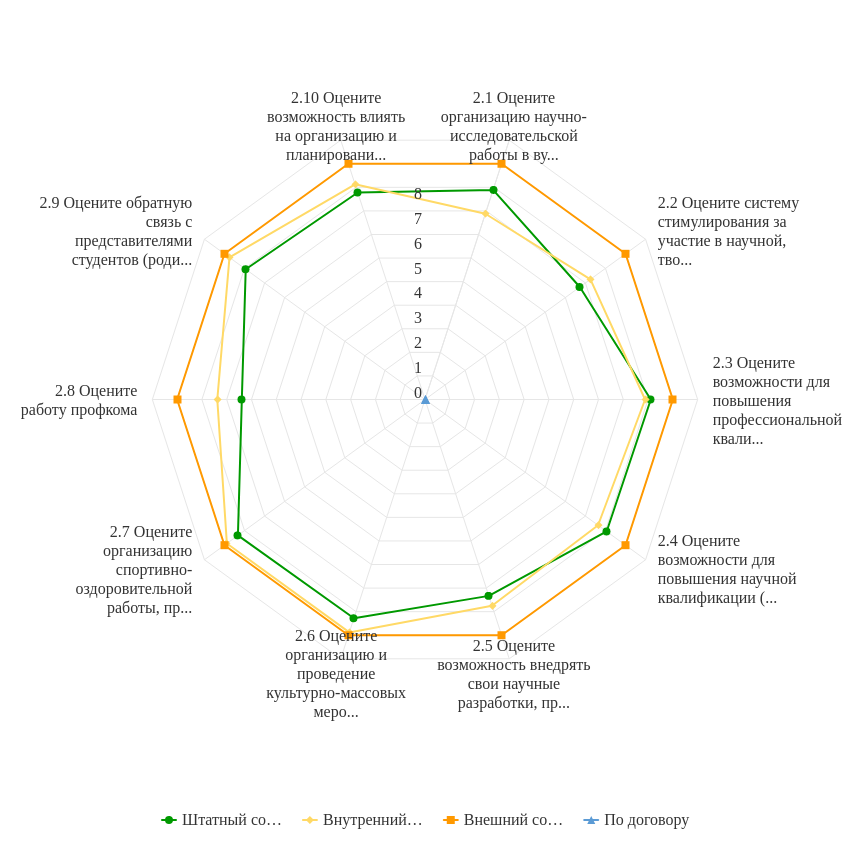 2.10 Оцените
возможность влиять
на организацию и
планировани...
2.1 Оцените
организацию научно-
исследовательской
работы в ву...
2.9 Оцените обратную
связь с
представителями
студентов (роди...
2.2 Оцените систему
стимулирования за
участие в научной,
тво...
8
7
6
5
4
3
2
1
0
2.8 Оцените
работу профкома
2.3 Оцените
возможности для
повышения
профессиональной
квали...
2.7 Оцените
организацию
спортивно-
оздоровительной
работы, пр...
2.4 Оцените
возможности для
повышения научной
квалификации (...
2.6 Оцените
организацию и
проведение
культурно-массовых
меро...
2.5 Оцените
возможность внедрять
свои научные
разработки, пр...
Штатный со… Внутренний… Внешний со… По договору